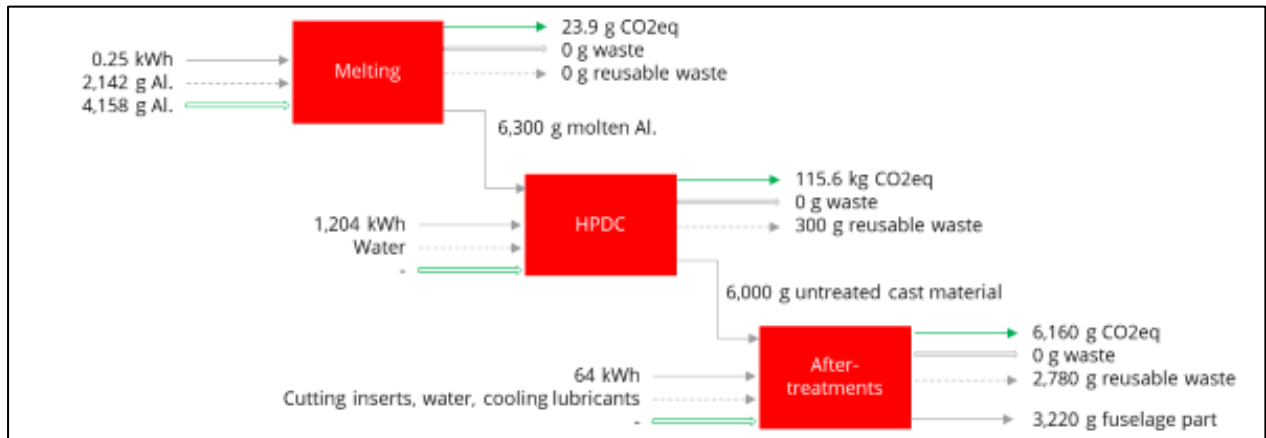 23.9 g CO2eq
0.25 kWh
0 g waste
Melting
2,142 g Al.
0 g reusable waste
4,158 g Al.
6,300 g molten Al.
115.6 kg CO2eq
0 g waste
1,204 kWh
HPDC
300 g reusable waste
Water
-
6,000 g untreated cast material
6,160 g CO2eq
0 g waste
64 kWh
After-
treatments
2,780 g reusable waste
Cutting inserts, water, cooling lubricants
-
3,220 g fuselage part